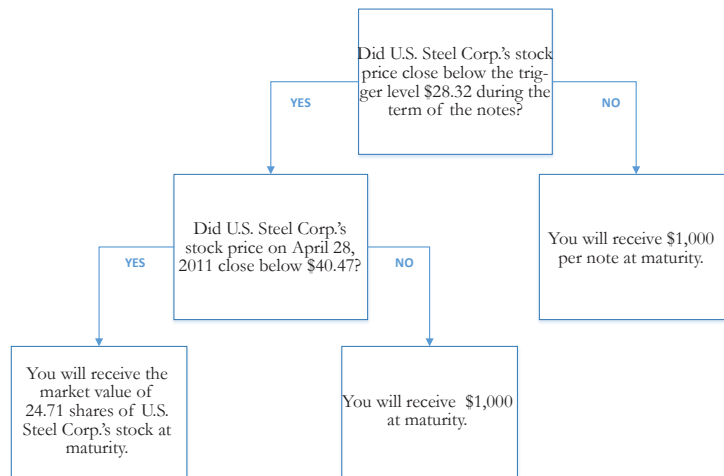 Did U.S. Steel Corp.'s stock
price close below the trig-
ger level $28.32 during the
term of the notes?
YES
NO
Did U.S. Steel Corp.'s
stock price on April 28,
2011 close below $40.47?
You will receive $1,000
per note at maturity.
YES
NO
You will receive the
market value of
24.71 shares of U.S.
Steel Corp.'s stock at
maturity.
You will receive $1,000
at maturity.